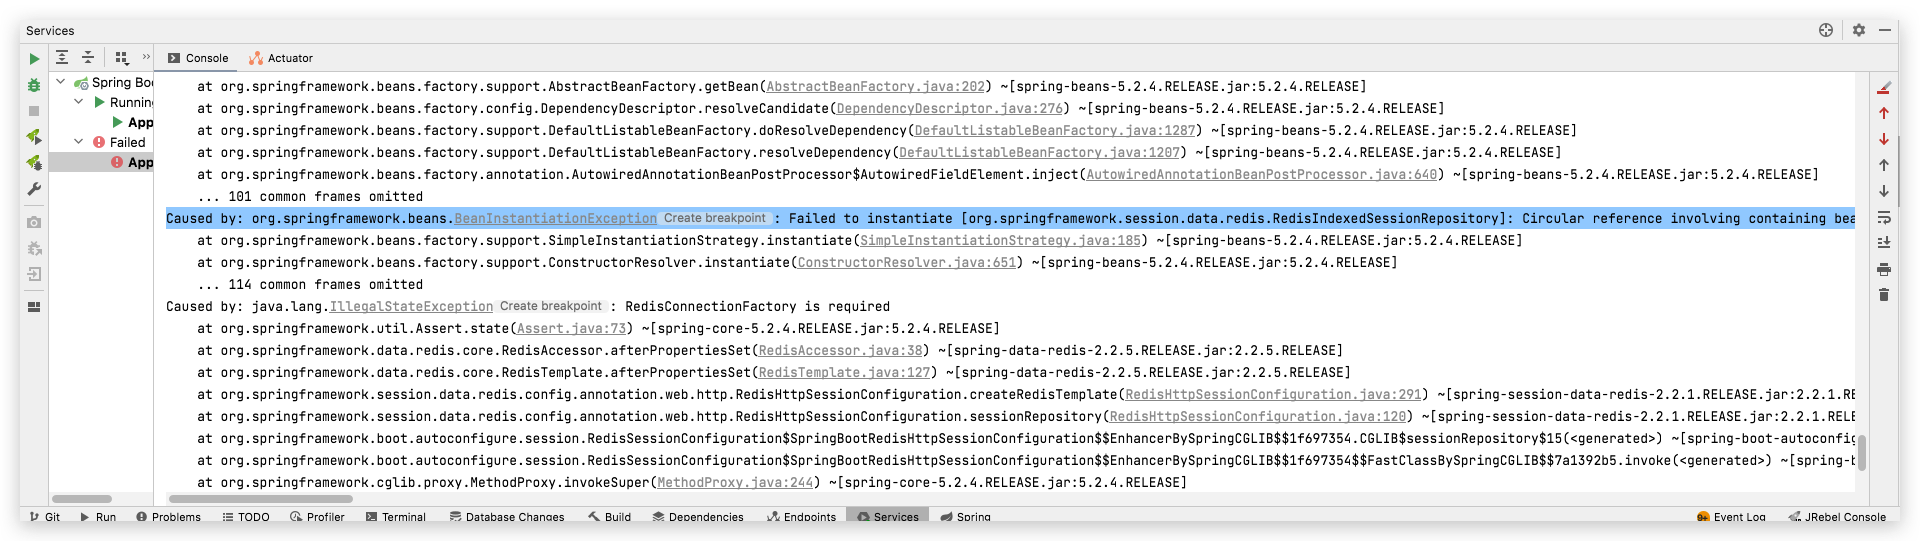 Services
Console Actuator
Spring Boo
Running
App
Failed
App
at org.springframework.beans.factory.support.AbstractBeanFactory.getBean(AbstractBeanFactory.java:202) ~[spring-beans-5.2.4.RELEASE.jar:5.2.4.RELEASE]
at org.springframework.beans.factory.config.DependencyDescriptor.resolveCandidate(DependencyDescriptor.java:276) ~[spring-beans-5.2.4.RELEASE.jar:5.2.4.RELEASE]
at org.springframework.beans.factory.support.DefaultListableBeanFactory.doResolveDependency(DefaultListableBeanFactory.java:1287) ~[spring-beans-5.2.4.RELEASE.jar:5.2.4.RELEASE]
at org.springframework.beans.factory.support.DefaultListableBeanFactory.resolveDependency(DefaultListableBeanFactory.java:1207) ~[spring-beans-5.2.4.RELEASE.jar:5.2.4.RELEASE]
at org.springframework.beans.factory.annotation.AutowiredAnnotationBeanPostProcessor$AutowiredFieldElement.inject(AutowiredAnnotationBeanPostProcessor.java:640) ~[spring-beans-5.2.4.RELEASE.jar:5.2.4.RELEASE]
... 101 common frames omitted
Caused by: org.springframework.beans.BeanInstantiationException Create breakpoint : Failed to instantiate [org.springframework.session.data.redis.RedisIndexedSessionRepository]: Circular reference involving containing bea
at org.springframework.beans.factory.support.SimpleInstantiationStrategy.instantiate(SimpleInstantiationStrategy.java:185) ~[spring-beans-5.2.4.RELEASE.jar:5.2.4.RELEASE]
at org.springframework.beans.factory.support.ConstructorResolver.instantiate(ConstructorResolver.java:651) ~[spring-beans-5.2.4.RELEASE.jar:5.2.4.RELEASE]
... 114 common frames omitted
Caused by: java.lang.IllegalStateException Create breakpoint : RedisConnectionFactory is required
at org.springframework.util.Assert.state(Assert.java:73) ~[spring-core-5.2.4.RELEASE.jar:5.2.4.RELEASE]
at org.springframework.data.redis.core.RedisAccessor.afterPropertiesSet(RedisAccessor.java:38) ~[spring-data-redis-2.2.5.RELEASE.jar:2.2.5.RELEASE]
at org.springframework.data.redis.core.RedisTemplate.afterPropertiesSet(RedisTemplate.java:127) ~[spring-data-redis-2.2.5.RELEASE.jar:2.2.5.RELEASE]
at org.springframework.session.data.redis.config.annotation.web.http.RedisHttpSessionConfiguration.createRedisTemplate(RedisHttpSessionConfiguration.java:291) ~[spring-session-data-redis-2.2.1.RELEASE.jar:2.2.1.RE
at org.springframework.session.data.redis.config.annotation.web.http.RedisHttpSessionConfiguration.sessionRepository(RedisHttpSessionConfiguration.java:120) ~[spring-session-data-redis-2.2.1.RELEASE.jar:2.2.1.RELE
at org.springframework.boot.autoconfigure.session.RedisSessionConfiguration$SpringBootRedisHttpSessionConfiguration$$EnhancerBySpringCGLIB$$1f697354.CGLIB$sessionRepository$15(<generated>) ~[spring-boot-autoconfig
at org.springframework.boot.autoconfigure.session.RedisSessionConfiguration$SpringBootRedisHttpSessionConfiguration$$EnhancerBySpringCGLIB$$1f697354$$FastClassBySpringCGLIB$$7a1392b5.invoke(<generated>) ~[spring-b
at org.springframework.cglib.proxy.MethodProxy.invokeSuper(MethodProxy.java:244) ~[spring-core-5.2.4.RELEASE.jar:5.2.4.RELEASE]
Git Run Problems TODO Profiler Terminal Database Changes Build Dependencies Endpoints Services Spring 9+ Event Log JRebel Console